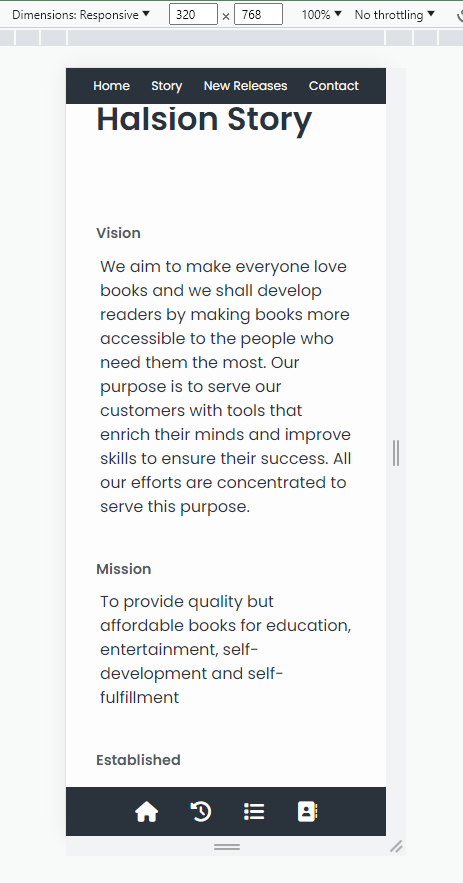 Dimensions: Responsive 320 × 768 100% No throttling
Home Story New Releases Contact
Halsion Story
Vision
We aim to make everyone love
books and we shall develop
readers by making books more
accessible to the people who
need them the most. Our
purpose is to serve our
customers with tools that
enrich their minds and improve
skills to ensure their success. All
our efforts are concentrated to
serve this purpose.
Mission
To provide quality but
affordable books for education,
entertainment, self-
development and self-
fulfillment
Established